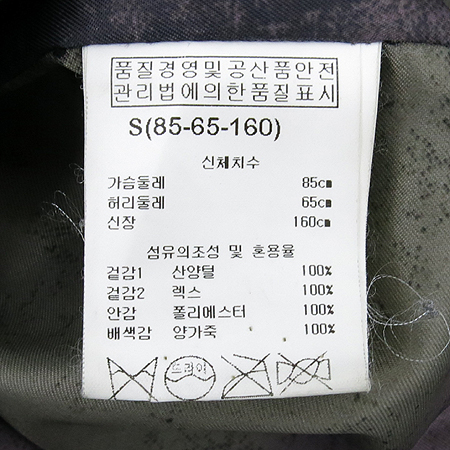 품질경영및공산품안전
관리법에의한품질표시
S(85-65-160)
신체치수
가슴둘레 85cm
허리둘레 65cm
신장 160cm
섬유의조성 및 혼용율
겉감1 산양털 100%
겉감2 렉스 100%
안감 폴리에스터 100%
배색감 양가죽 100%
드라이